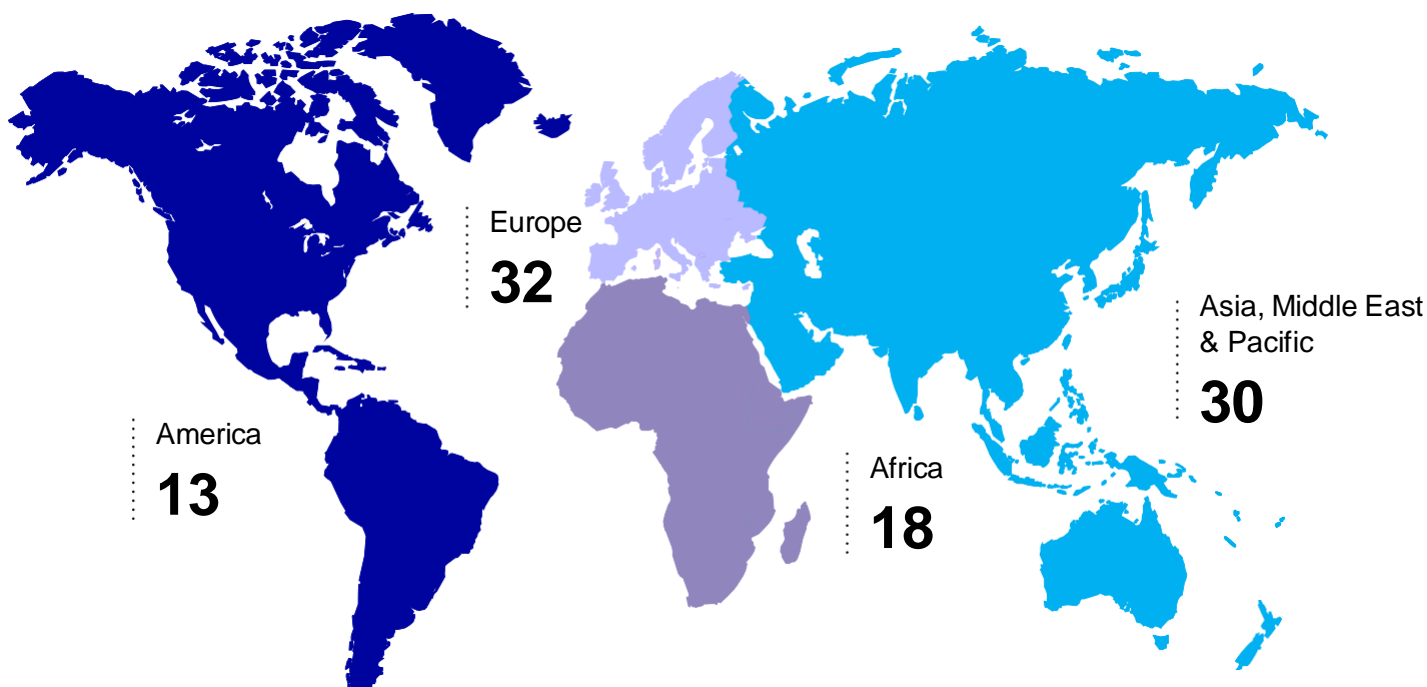 Europe
32
Asia, Middle East
& Pacific
30
America
13
Africa
18